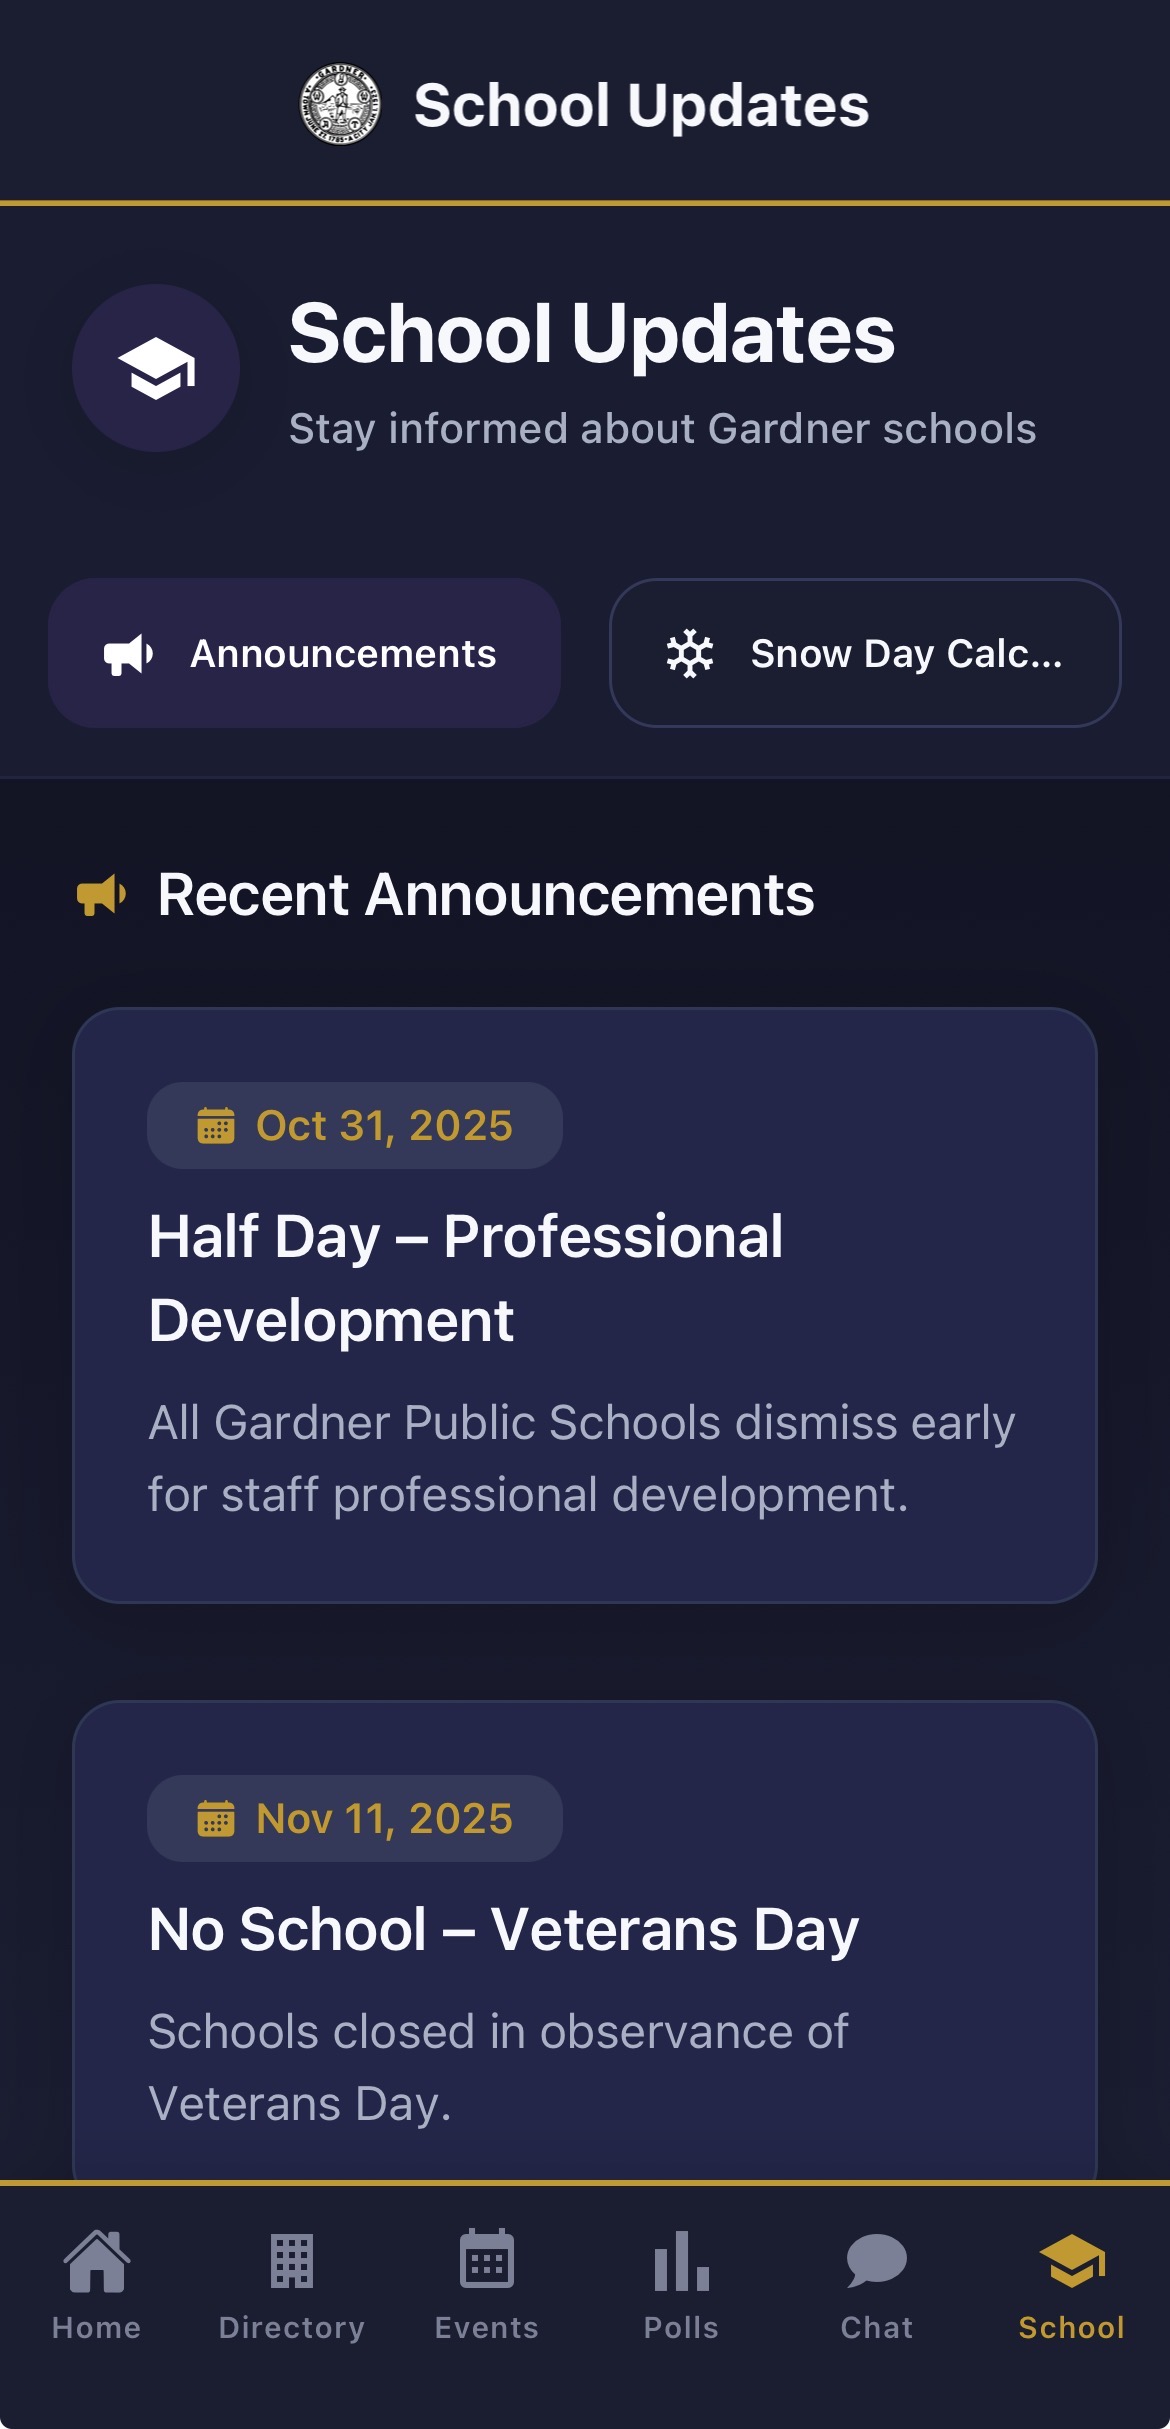 School Updates
School Updates
Stay informed about Gardner schools
Announcements
Snow Day Calc...
Recent Announcements
Oct 31, 2025
Half Day – Professional
Development
All Gardner Public Schools dismiss early
for staff professional development.
Nov 11, 2025
No School – Veterans Day
Schools closed in observance of
Veterans Day.
Home
Directory
Events
Polls
Chat
School